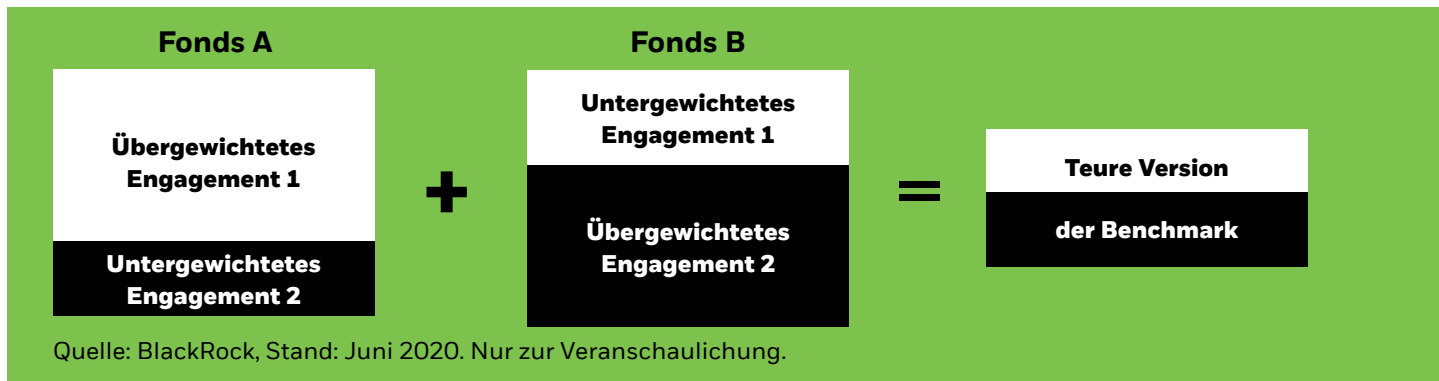 Fonds A
Übergewichtetes
Engagement 1
Untergewichtetes
Engagement 2
+
Fonds B
Untergewichtetes
Engagement 1
Übergewichtetes
Engagement 2
=
Teure Version
der Benchmark
Quelle: BlackRock, Stand: Juni 2020. Nur zur Veranschaulichung.